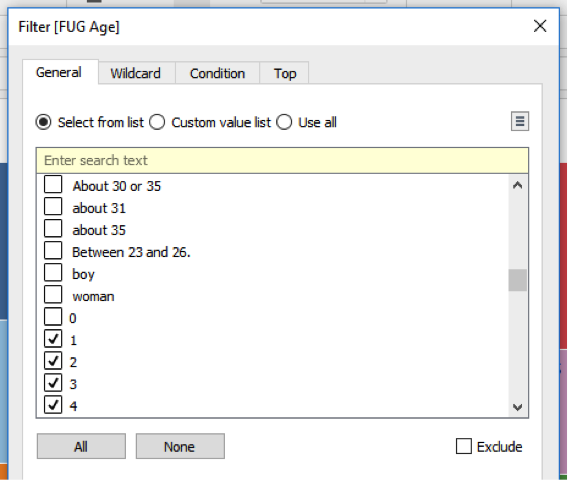 Filter [FUG Age]
General Wildcard Condition Top
Select from list Custom value list Use all
Enter search text
About 30 or 35
about 31
about 35
Between 23 and 26.
boy
woman
0
1
2
3
4
All None Exclude